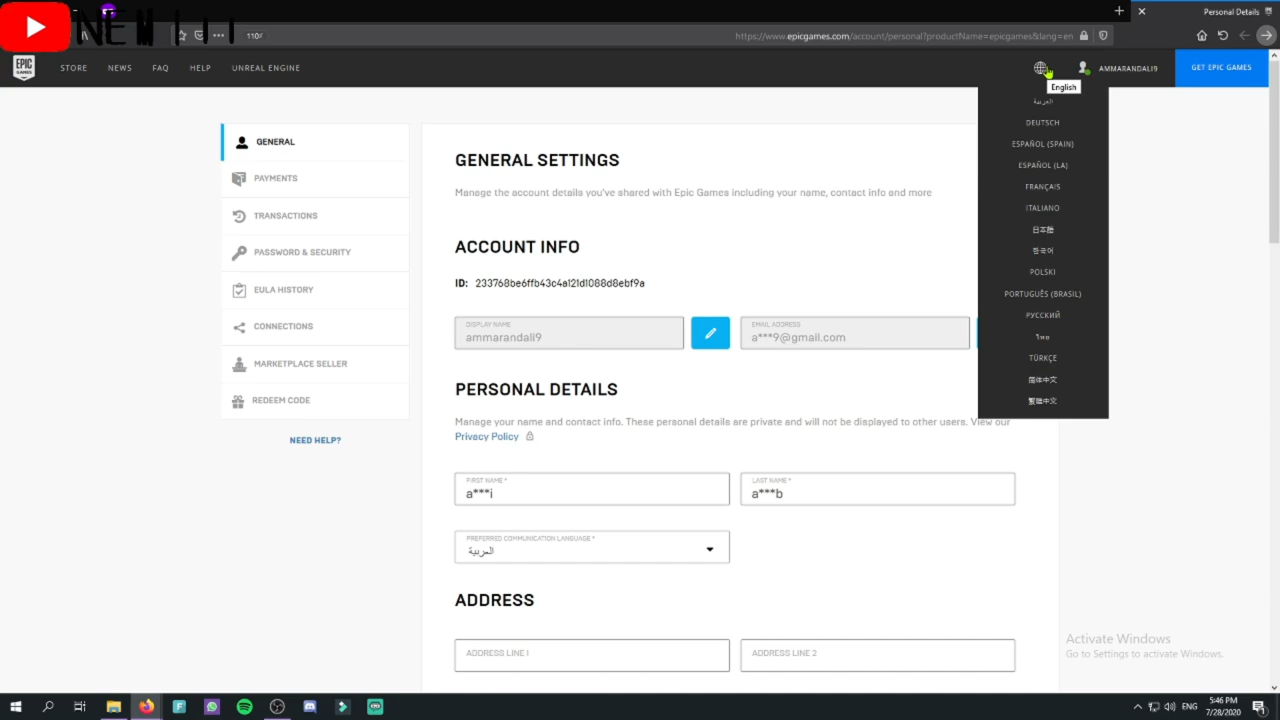 NEW
Personal Details
110%
https://www.epicgames.com/account/personal?productName=epicgames&lang=en
EPIC GAMES
STORE
NEWS
FAQ
HELP
UNREAL ENGINE
AMMARANDALI9
GET EPIC GAMES
English
العربية
DEUTSCH
ESPAÑOL (SPAIN)
ESPAÑOL (LA)
FRANÇAIS
ITALIANO
日本語
한국어
POLSKI
PORTUGUÊS (BRASIL)
РУССКИЙ
ไทย
TÜRKÇE
简体中文
繁體中文
GENERAL
PAYMENTS
TRANSACTIONS
PASSWORD & SECURITY
EULA HISTORY
CONNECTIONS
MARKETPLACE SELLER
REDEEM CODE
NEED HELP?
GENERAL SETTINGS
Manage the account details you've shared with Epic Games including your name, contact info and more
ACCOUNT INFO
ID: 233768be6ffb43c4a121d1088d8ebf9a
DISPLAY NAME
ammarandali9
EMAIL ADDRESS
a***9@gmail.com
PERSONAL DETAILS
Manage your name and contact info. These personal details are private and will not be displayed to other users. View our
Privacy Policy
FIRST NAME *
a***i
LAST NAME *
a***b
PREFERRED COMMUNICATION LANGUAGE *
العربية
ADDRESS
ADDRESS LINE 1
ADDRESS LINE 2
Activate Windows
Go to Settings to activate Windows.
ENG
5:46 PM
7/28/2020